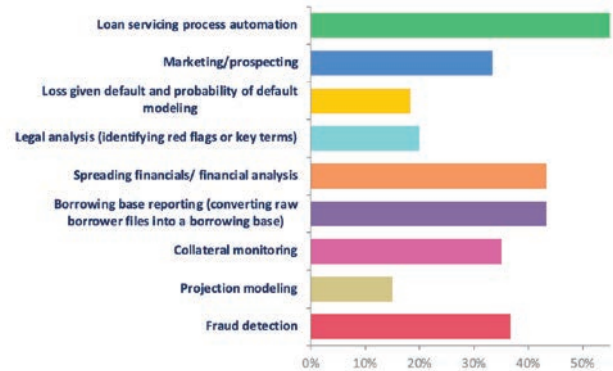 Loan servicing process automation
Marketing/prospecting
Loss given default and probability of default
modeling
Legal analysis (identifying red flags or key terms)
Spreading financials/ financial analysis
Borrowing base reporting (converting raw
borrower files into a borrowing base)
Collateral monitoring
Projection modeling
Fraud detection
0% 10% 20% 30% 40% 50%